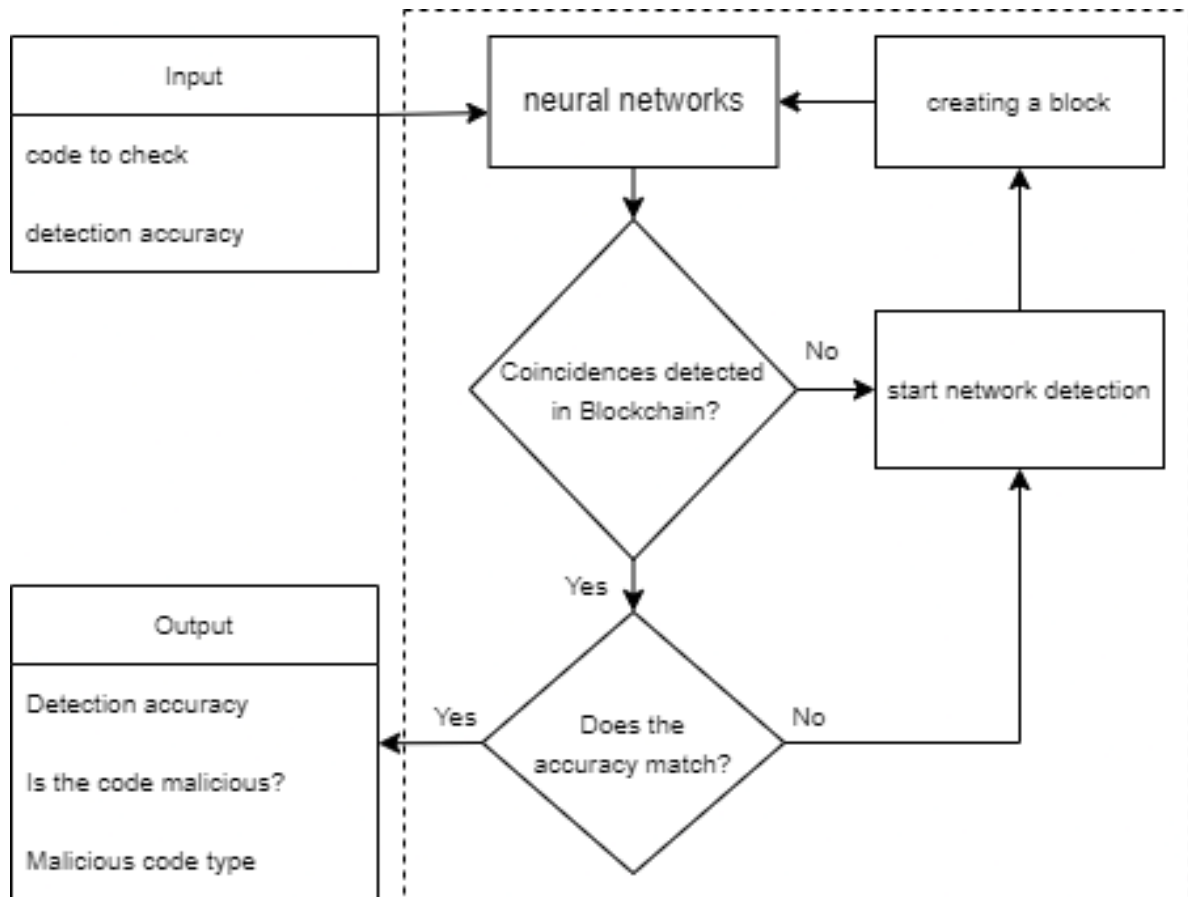 Input
code to check
detection accuracy
neural networks
creating a block
Coincidences detected
in Blockchain?
No
start network detection
Yes
Does the
accuracy match?
Yes
No
Output
Detection accuracy
Is the code malicious?
Malicious code type